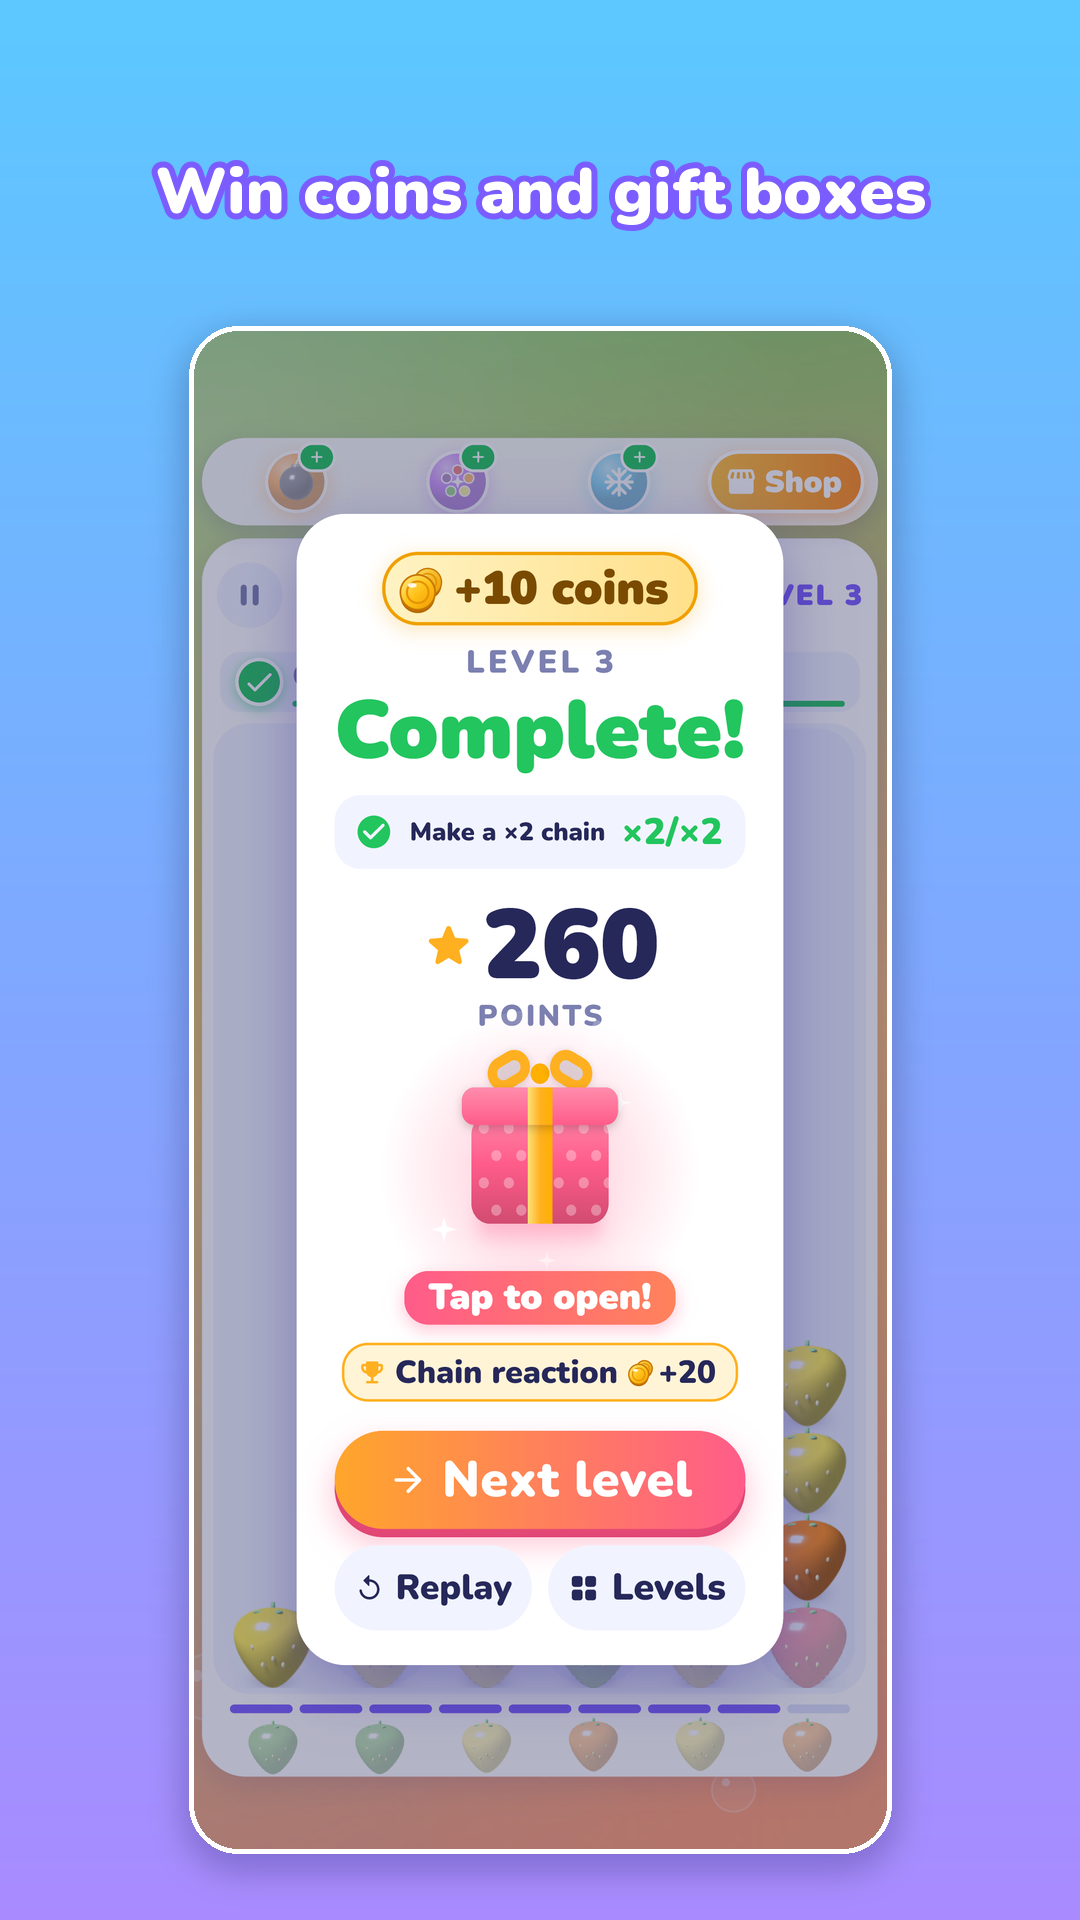 Win coins and gift boxes
Shop
+10 coins
VEL 3
LEVEL 3
Complete!
Make a ×2 chain ×2/×2
260
POINTS
Tap to open!
Chain reaction +20
Next level
Replay
Levels